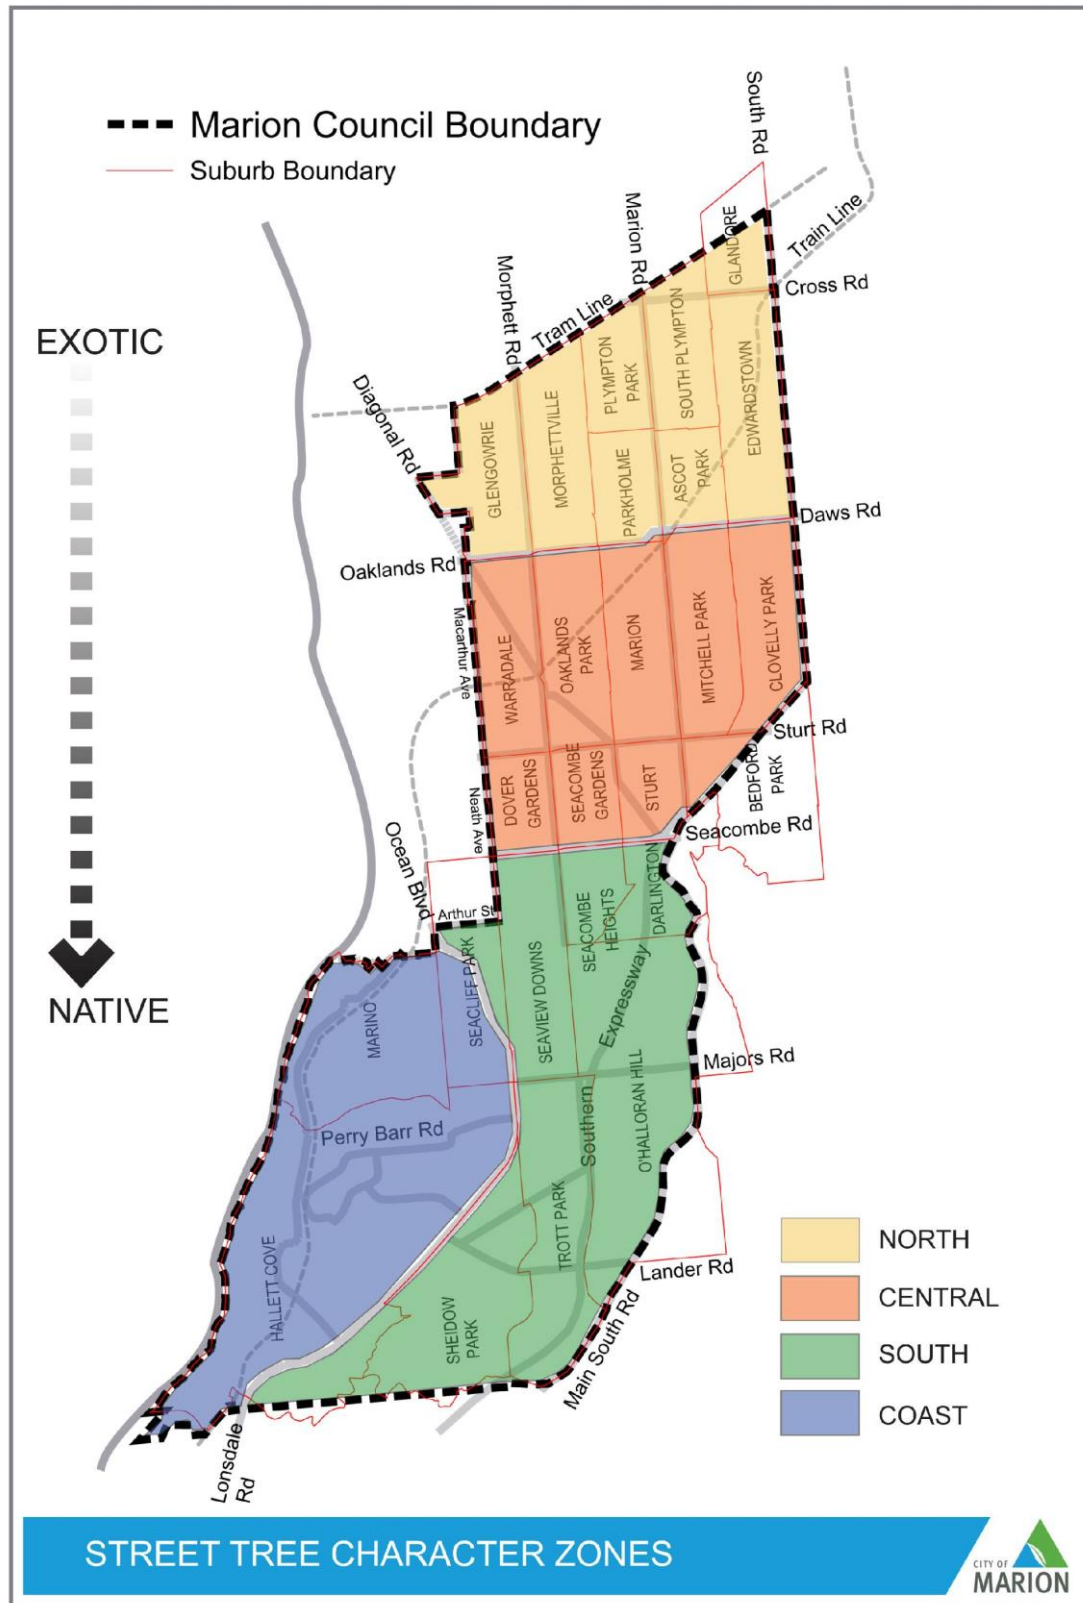 Marion Council Boundary
Suburb Boundary
South Rd
Marion Rd
Train Line
Morphett Rd
Tram Line
GLANDORE
Cross Rd
EXOTIC
Diagonal Rd
GLENGOWRIE
MORPHETTVILLE
PLYMPTON
PARK
SOUTH PLYMPTON
EDWARDSTOWN
PARKHOLME
ASCOT
PARK
Daws Rd
Oaklands Rd
Macarthur Ave
WARRADALE
OAKLANDS
PARK
MARION
MITCHELL PARK
CLOVELLY PARK
Sturt Rd
Neath Ave
DOVER
GARDENS
SEACOMBE
GARDENS
STURT
BEDFORD
PARK
Seacombe Rd
Ocean Blvd
Arthur St
SEACOMBE
HEIGHTS
DARLINGTON
NATIVE
MARINO
SEACLIFF PARK
SEAVIEW DOWNS
Southern Expressway
Majors Rd
Perry Barr Rd
O'HALLORAN HILL
TROTT PARK
HALLETT COVE
Lander Rd
SHEIDOW
PARK
Main South Rd
Lonsdale
Rd
NORTH
CENTRAL
SOUTH
COAST
STREET TREE CHARACTER ZONES
CITY OF
MARION